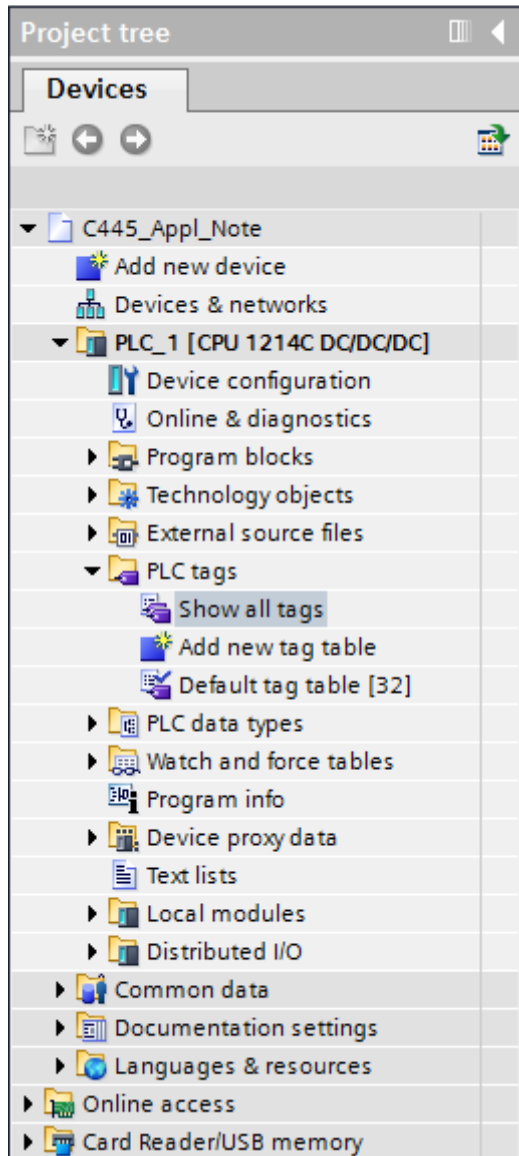 Project tree
Devices
C445_Appl_Note
Add new device
Devices & networks
PLC_1 [CPU 1214C DC/DC/DC]
Device configuration
Online & diagnostics
Program blocks
Technology objects
External source files
PLC tags
Show all tags
Add new tag table
Default tag table [32]
PLC data types
Watch and force tables
Program info
Device proxy data
Text lists
Local modules
Distributed I/O
Common data
Documentation settings
Languages & resources
Online access
Card Reader/USB memory